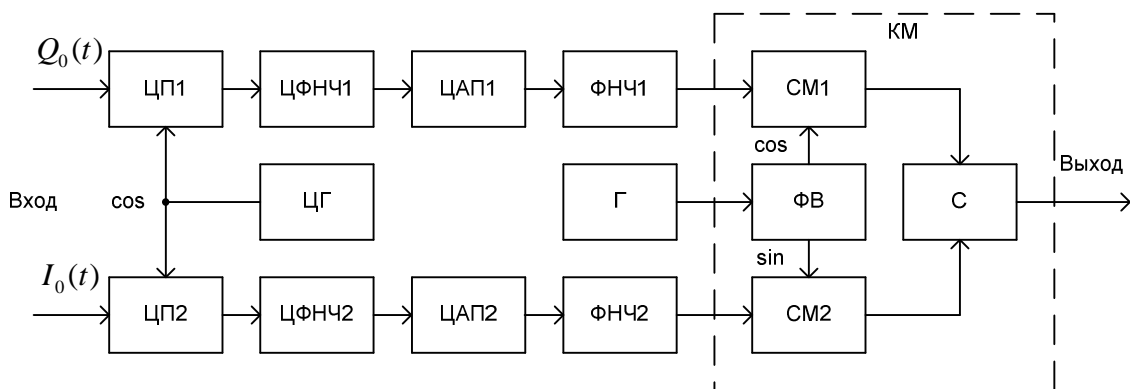 КМ
Q₀(t)
ЦП1 ЦФНЧ1 ЦАП1 ФНЧ1 СМ1
cos
Вход cos ЦГ Г ФВ С Выход
sin
I₀(t)
ЦП2 ЦФНЧ2 ЦАП2 ФНЧ2 СМ2